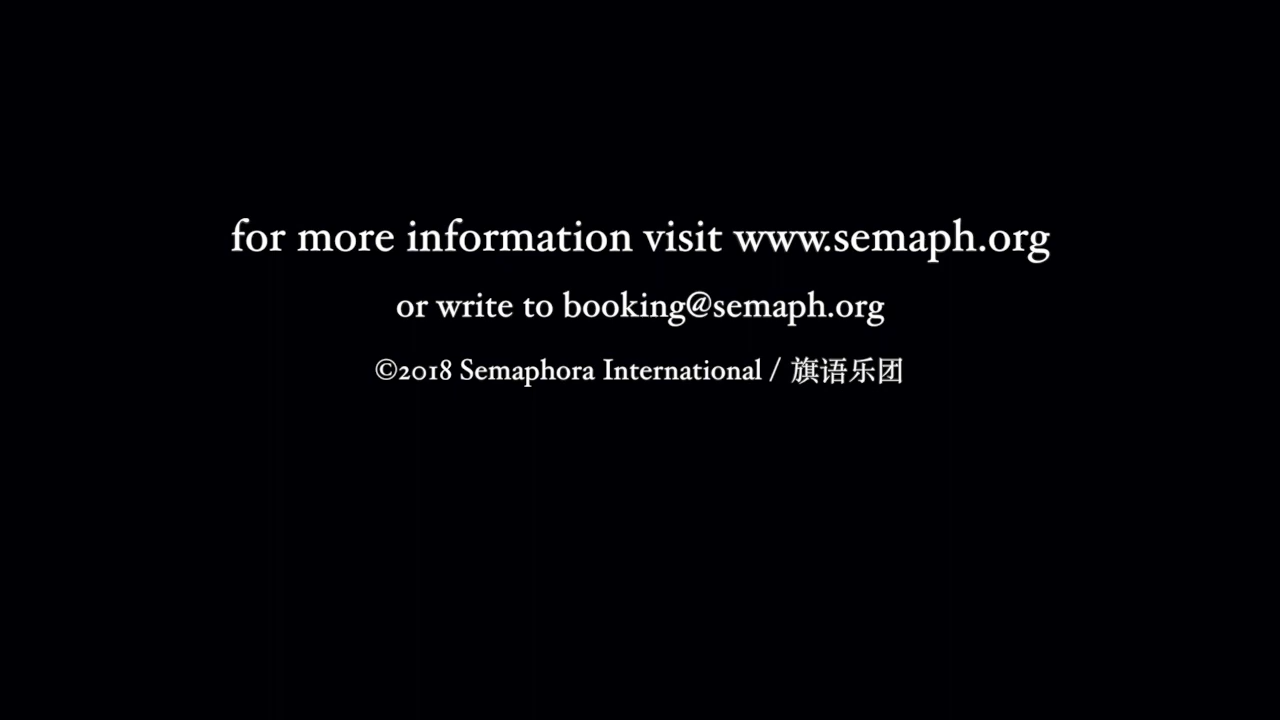 for more information visit www.semaph.org
or write to booking@semaph.org
©2018 Semaphora International / 旗语乐团